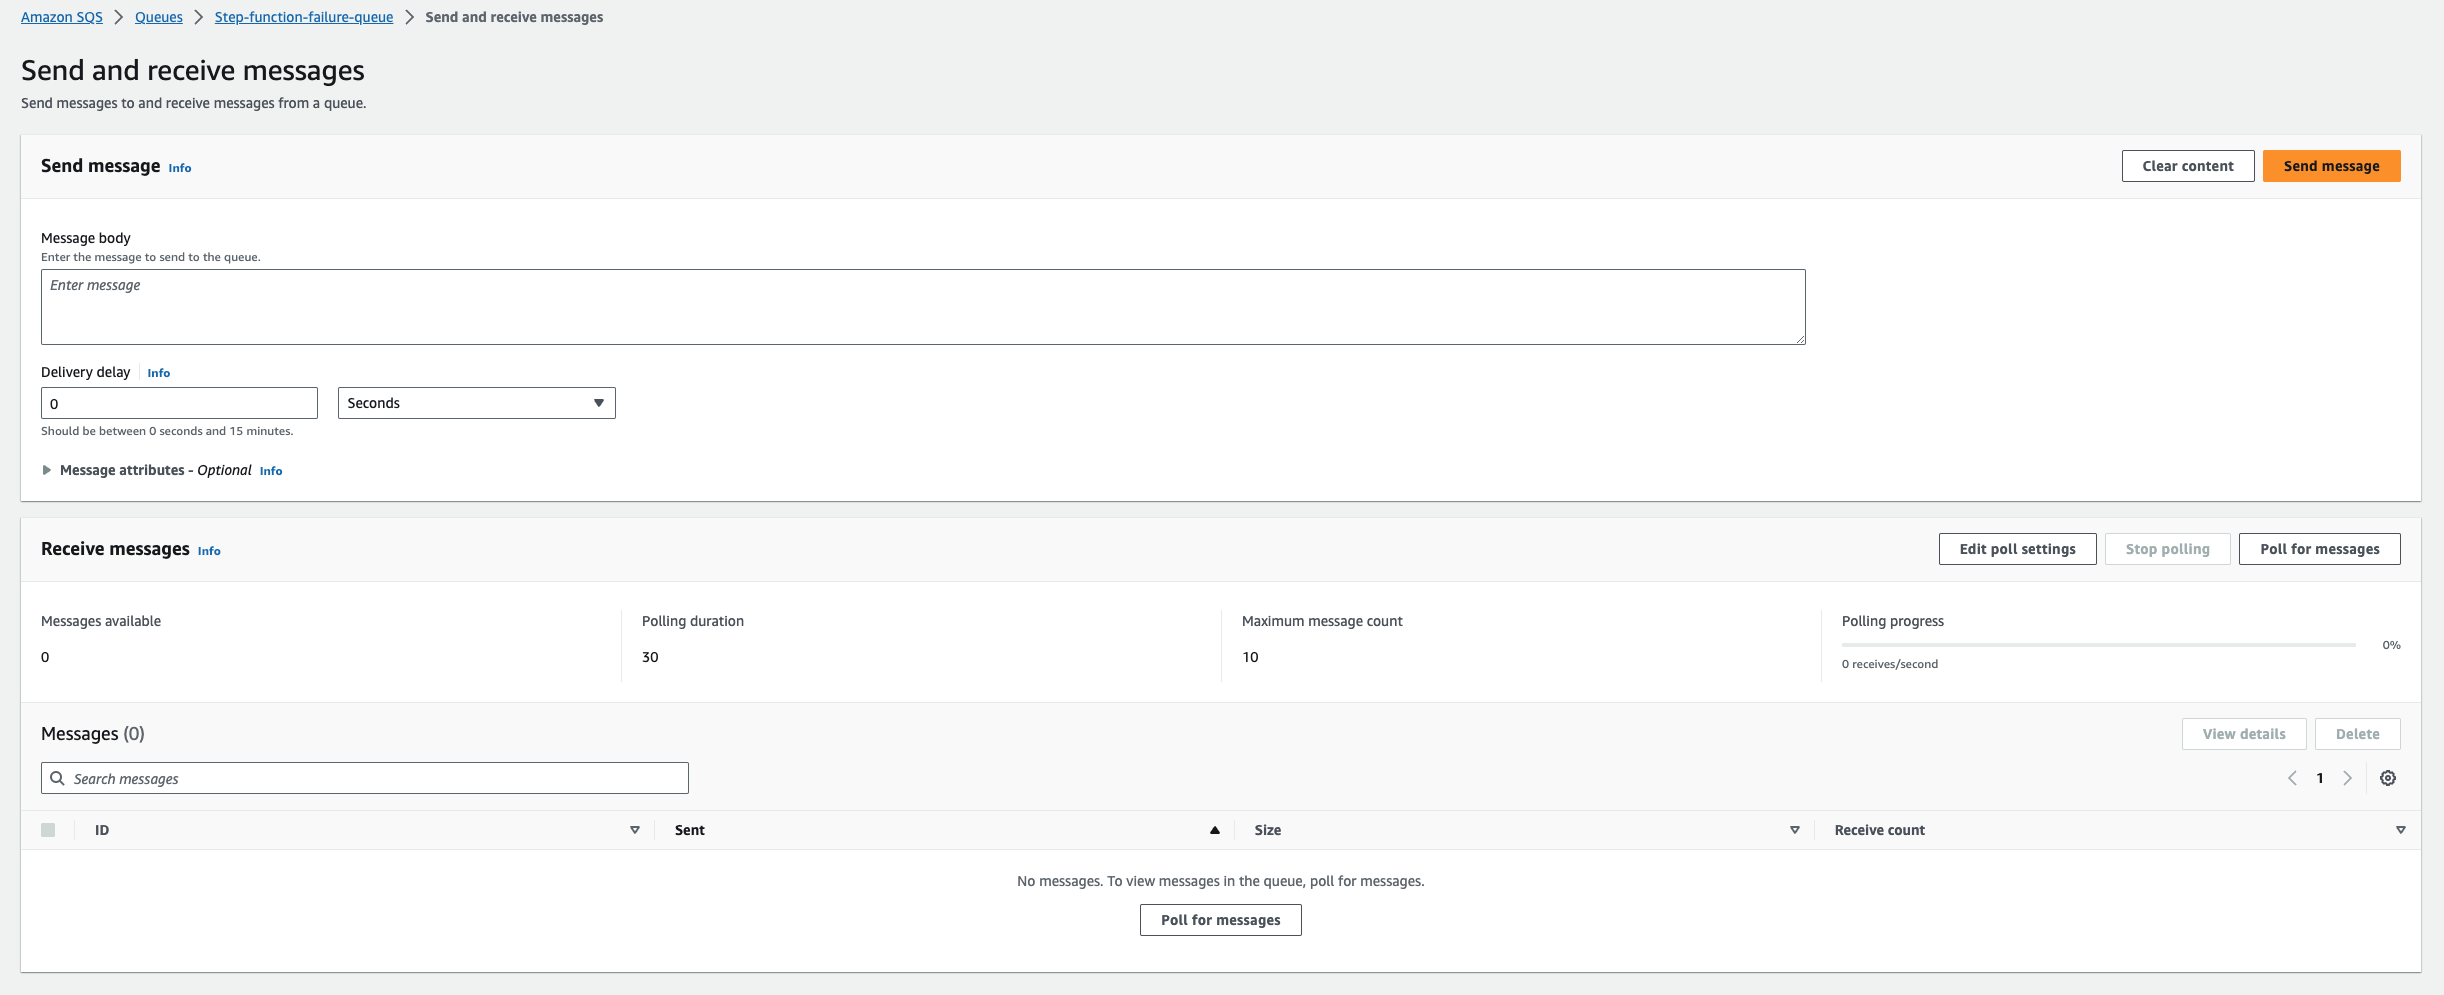 Amazon SQS > Queues > Step-function-failure-queue > Send and receive messages
Send and receive messages
Send messages to and receive messages from a queue.
Send message Info
Clear content
Send message
Message body
Enter the message to send to the queue.
Enter message
Delivery delay Info
0
Seconds
Should be between 0 seconds and 15 minutes.
Message attributes - Optional Info
Receive messages Info
Edit poll settings
Stop polling
Poll for messages
Messages available
0
Polling duration
30
Maximum message count
10
Polling progress
0%
0 receives/second
Messages (0)
View details
Delete
Search messages
1
ID
Sent
Size
Receive count
No messages. To view messages in the queue, poll for messages.
Poll for messages